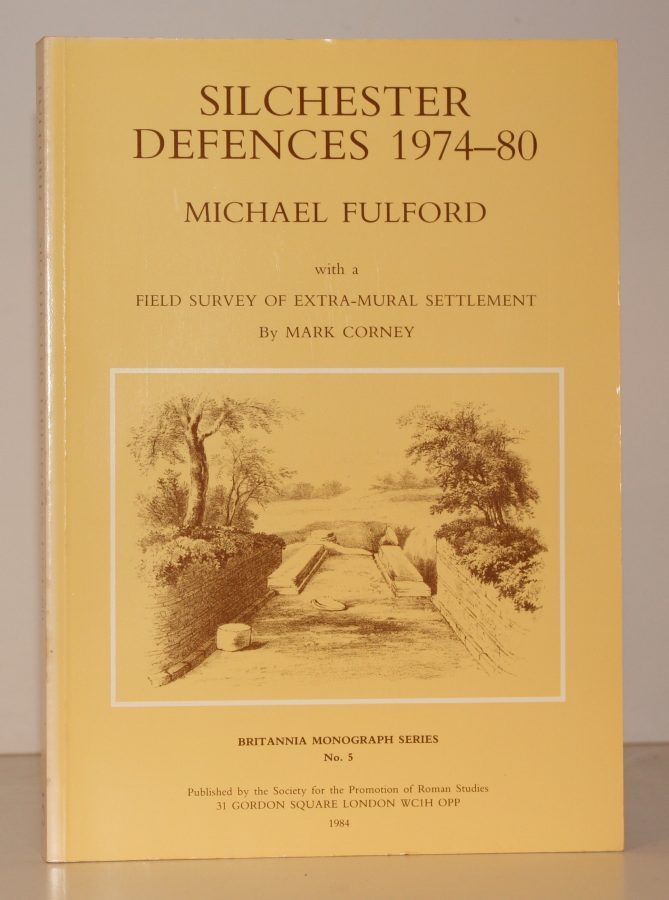 SILCHESTER
DEFENCES 1974–80
MICHAEL FULFORD
with a
FIELD SURVEY OF EXTRA-MURAL SETTLEMENT
By MARK CORNEY
BRITANNIA MONOGRAPH SERIES
No. 5
Published by the Society for the Promotion of Roman Studies
31 GORDON SQUARE LONDON WC1H OPP
1984